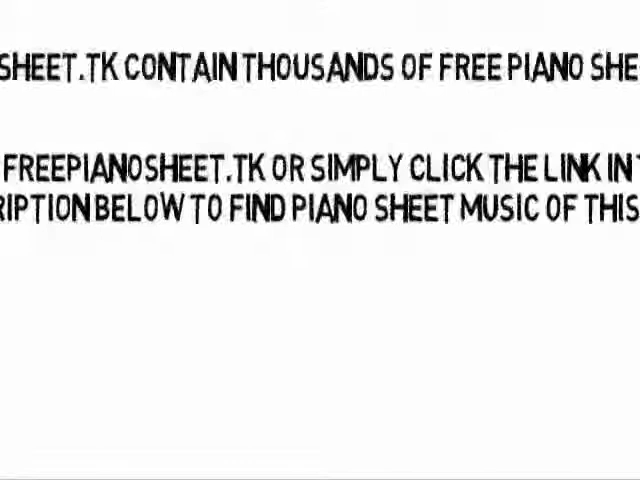 SHEET.TK CONTAIN THOUSANDS OF FREE PIANO SHE
FREEPIANOSHEET.TK OR SIMPLY CLICK THE LINK IN
RIPTION BELOW TO FIND PIANO SHEET MUSIC OF THIS